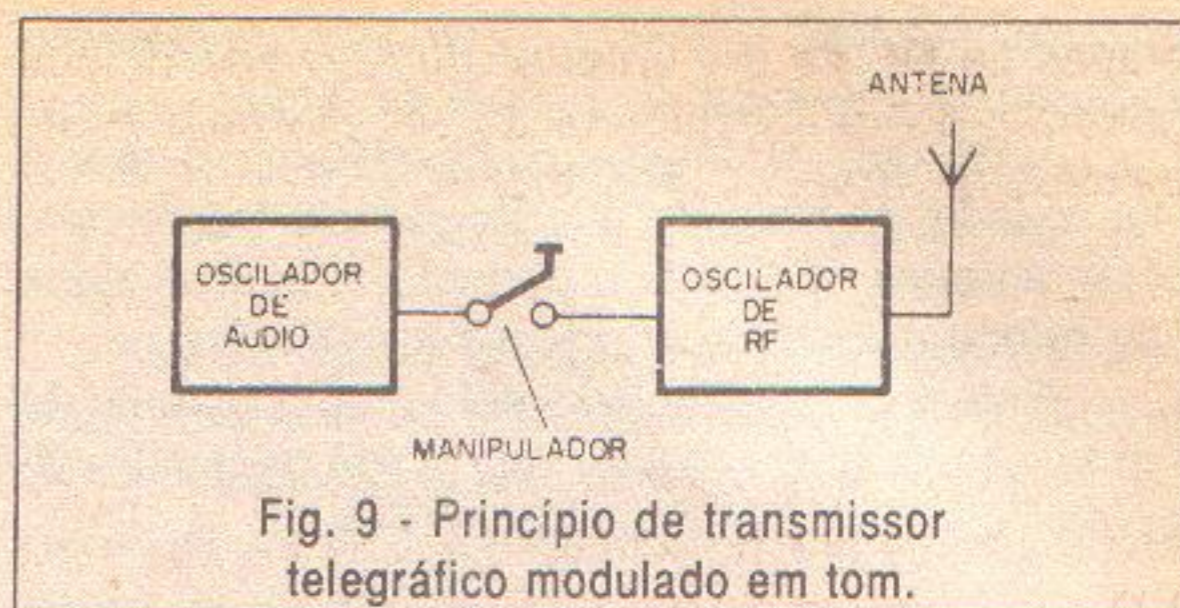 ANTENA
OSCILADOR
DE
AUDIO
OSCILADOR
DE
RF
MANIPULADOR
Fig. 9 - Princípio de transmissor
telegráfico modulado em tom.